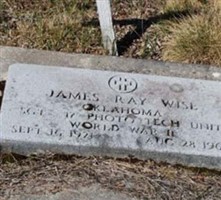 JAMES RAY WISE
OKLAHOMA
SGT 17 PHOTO TECH UNIT
WORLD WAR II
SEPT 16 AUG 28